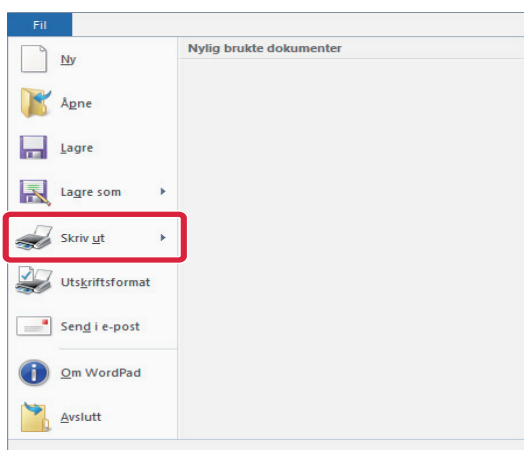 Fil
Nylig brukte dokumenter
Ny
Åpne
Lagre
Lagre som
Skriv ut
Utskriftsformat
Send i e-post
Om WordPad
Avslutt